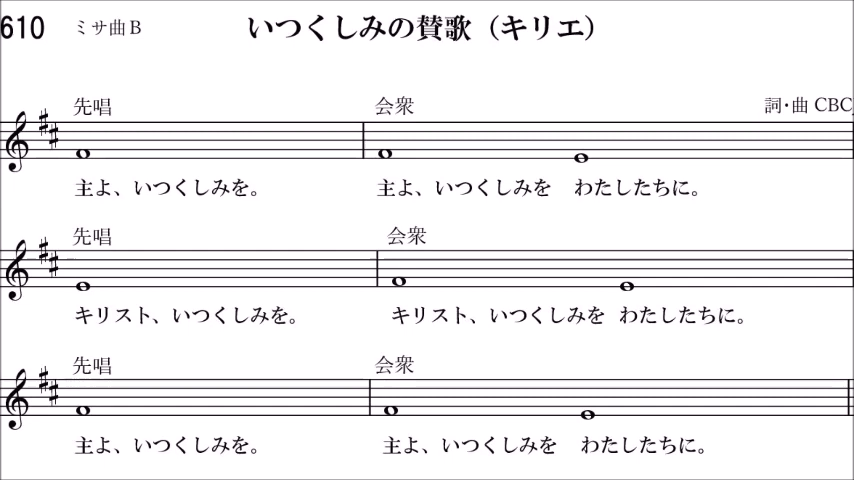 610 ミサ曲B いつくしみの賛歌（キリエ）
詞・曲 CBCJ
先唱 会衆
主よ、いつくしみを。 主よ、いつくしみを わたしたちに。
先唱 会衆
キリスト、いつくしみを。 キリスト、いつくしみを わたしたちに。
先唱 会衆
主よ、いつくしみを。 主よ、いつくしみを わたしたちに。